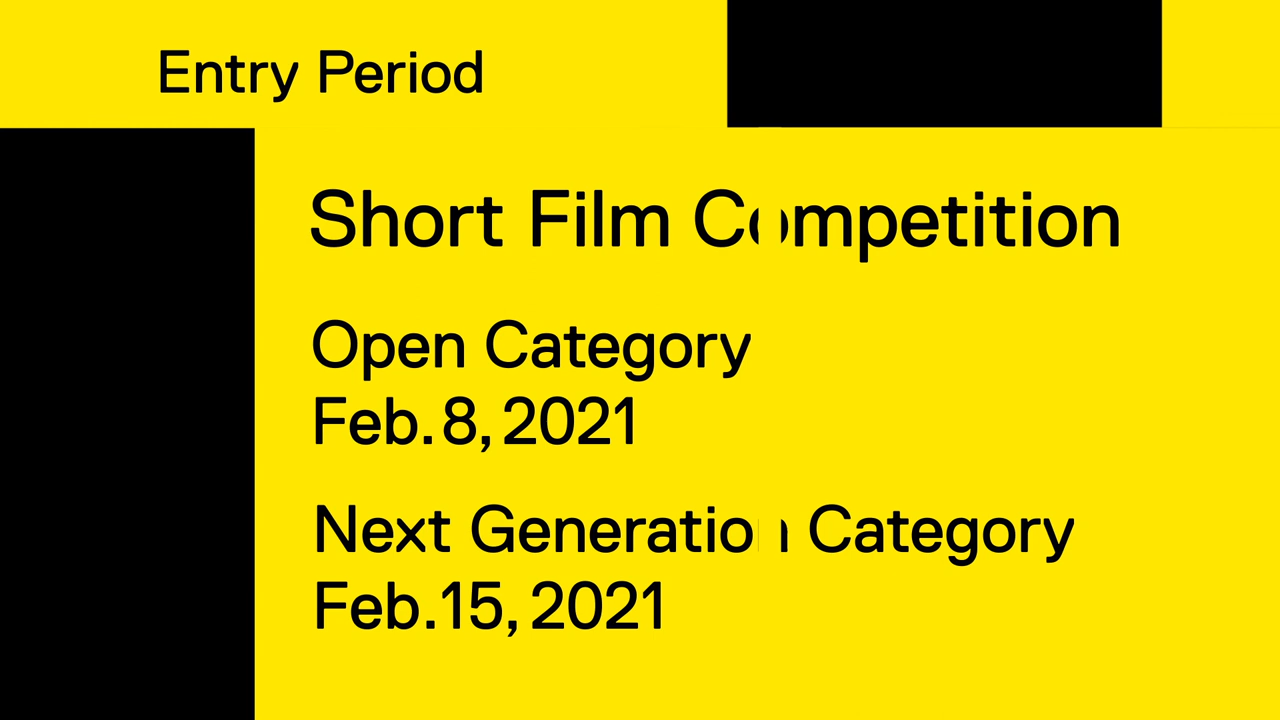 Entry Period
Short Film Competition
Open Category
Feb. 8, 2021
Next Generation Category
Feb. 15, 2021